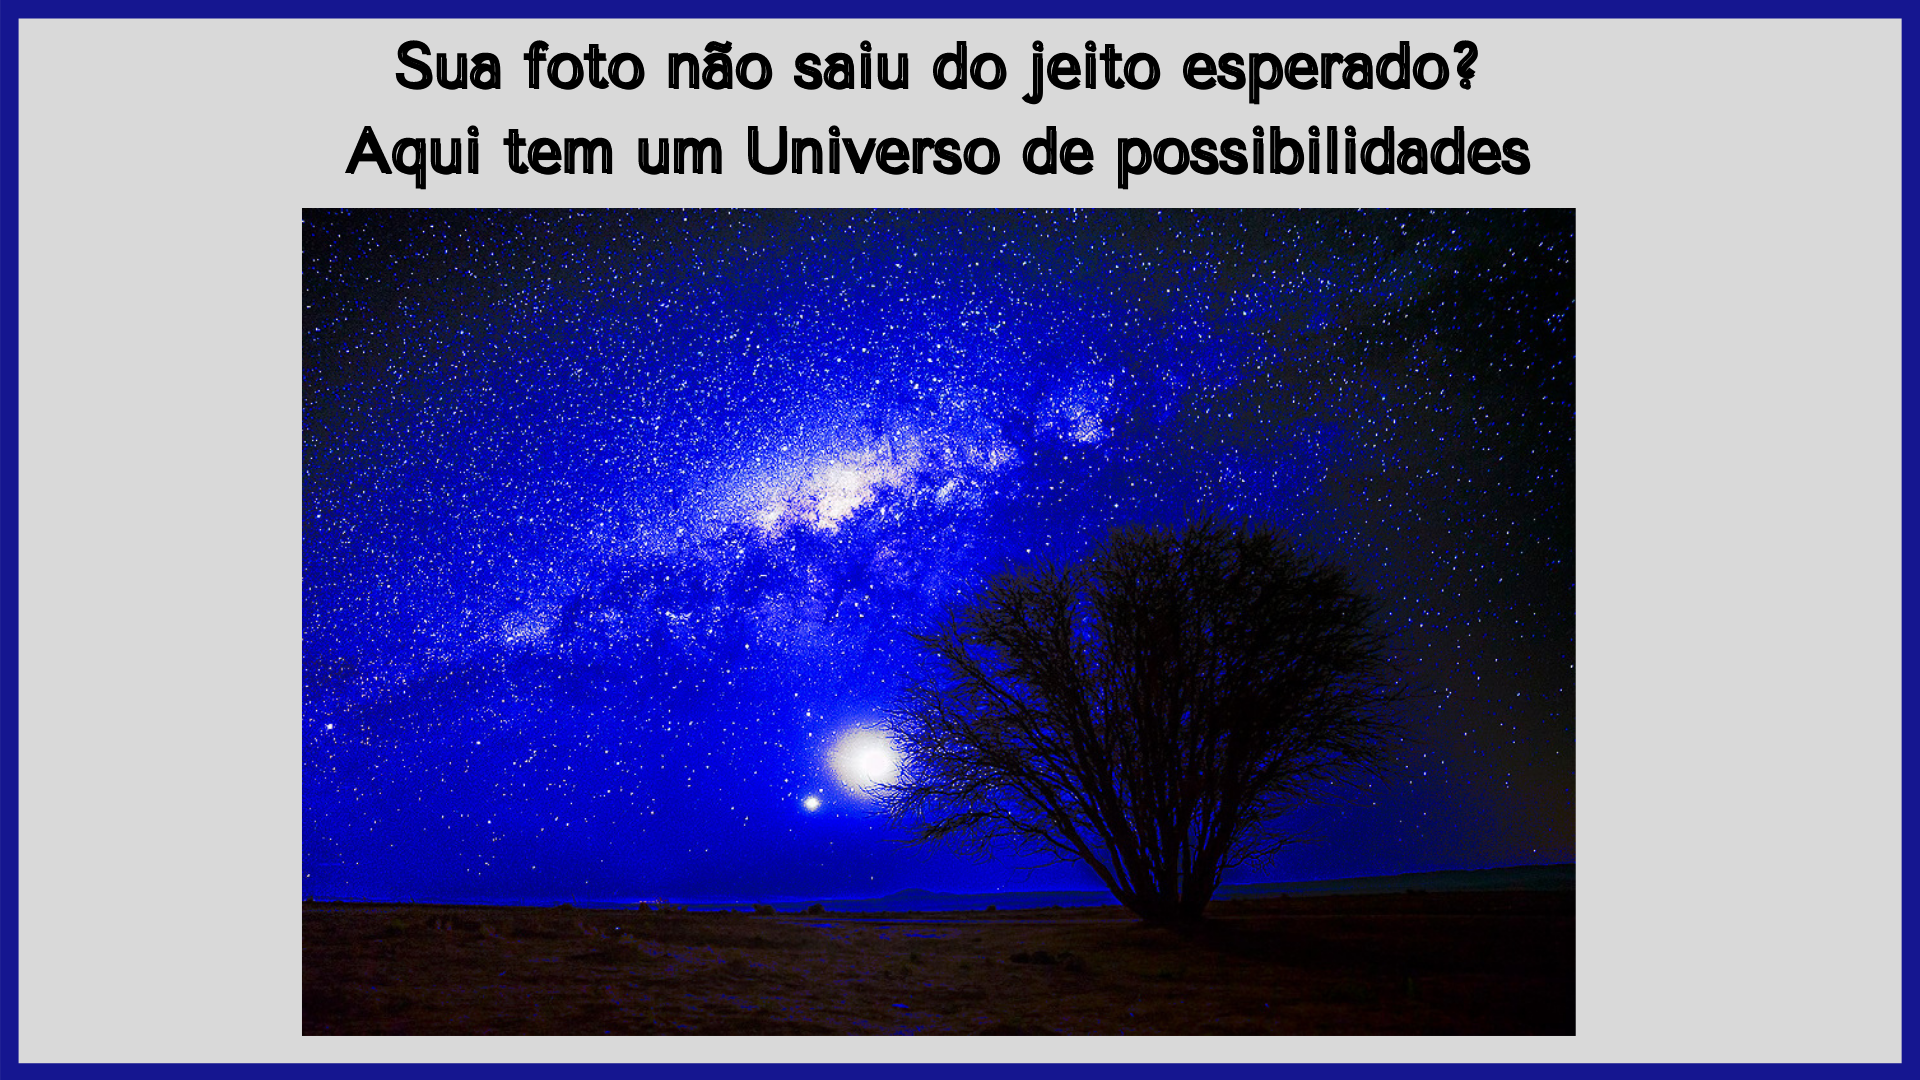 Sua foto não saiu do jeito esperado?
Aqui tem um Universo de possibilidades